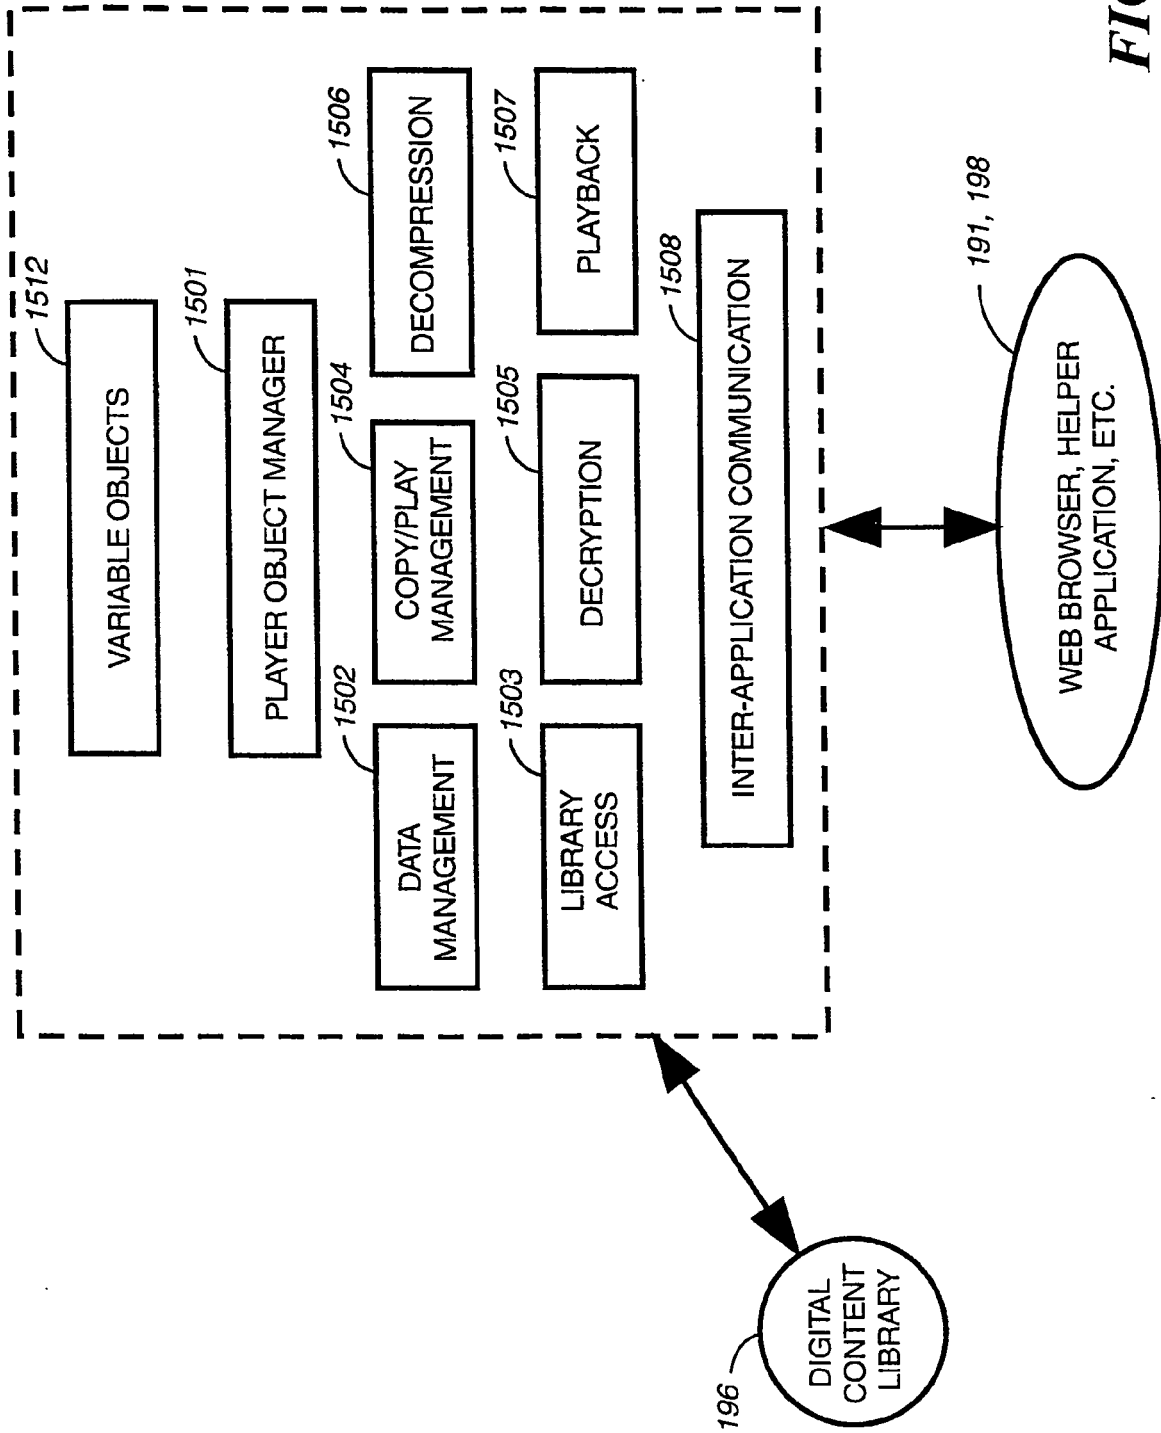 1512
VARIABLE OBJECTS
1501
PLAYER OBJECT MANAGER
1502
DATA
MANAGEMENT
1504
COPY/PLAY
MANAGEMENT
1506
DECOMPRESSION
1503
LIBRARY
ACCESS
1505
DECRYPTION
1507
PLAYBACK
1508
INTER-APPLICATION COMMUNICATION
196
DIGITAL
CONTENT
LIBRARY
191, 198
WEB BROWSER, HELPER
APPLICATION, ETC.